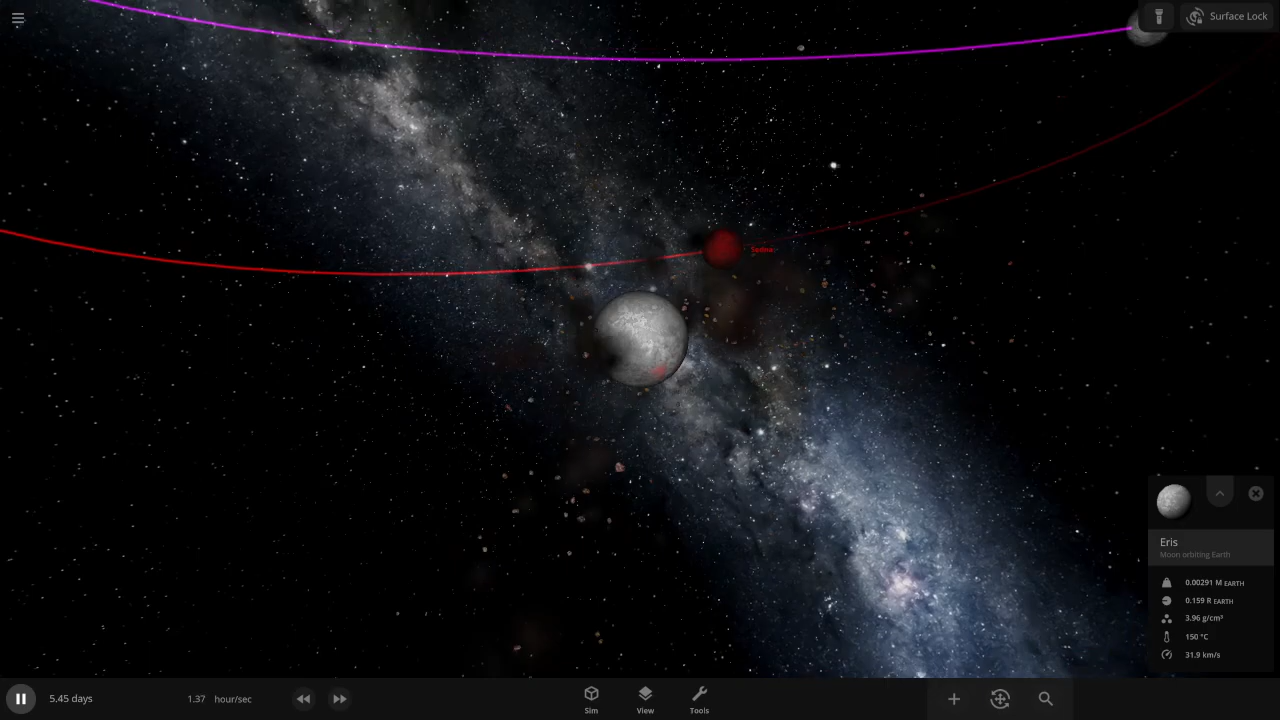 Surface Lock
Sedna
Eris
Moon orbiting Earth
0.00291 M EARTH
0.159 R EARTH
3.96 g/cm³
150 °C
31.9 km/s
5.45 days
1.37 hour/sec
Sim
View
Tools